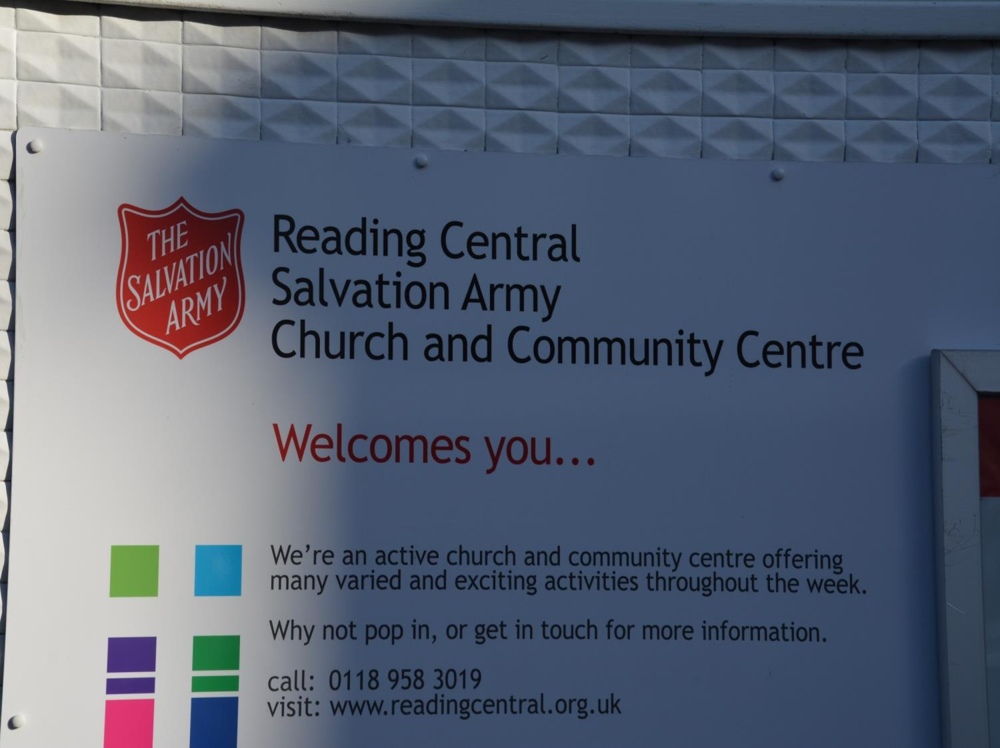 THE
SALVATION
ARMY
Reading Central
Salvation Army
Church and Community Centre
Welcomes you...
We're an active church and community centre offering
many varied and exciting activities throughout the week.
Why not pop in, or get in touch for more information.
call: 0118 958 3019
visit: www.readingcentral.org.uk